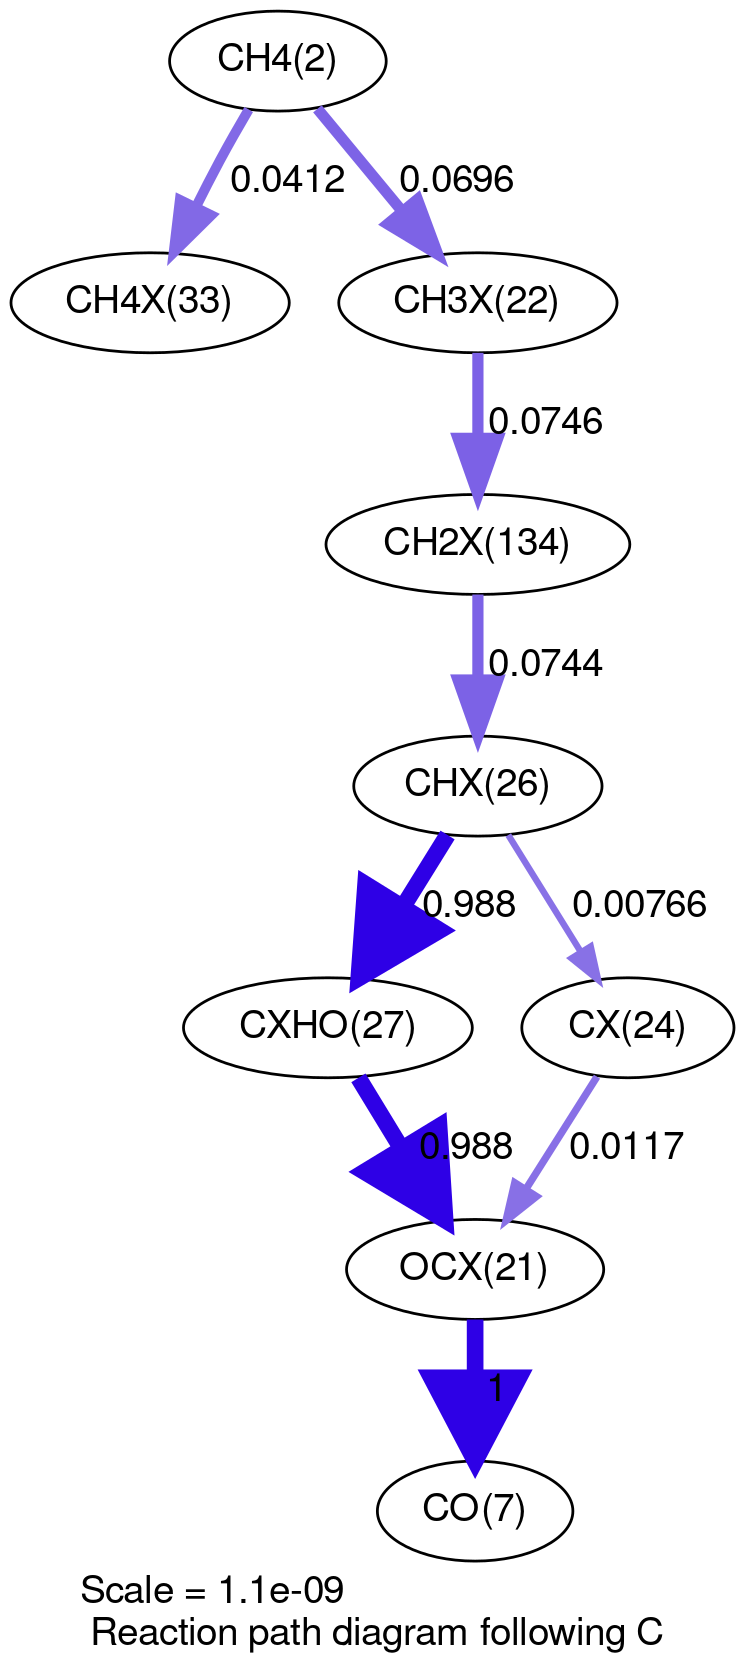 CH4(2)
0.0412
0.0696
CH4X(33)
CH3X(22)
0.0746
CH2X(134)
0.0744
CHX(26)
0.988
0.00766
CXHO(27)
CX(24)
0.988
0.0117
OCX(21)
1
CO(7)
Scale = 1.1e-09
Reaction path diagram following C